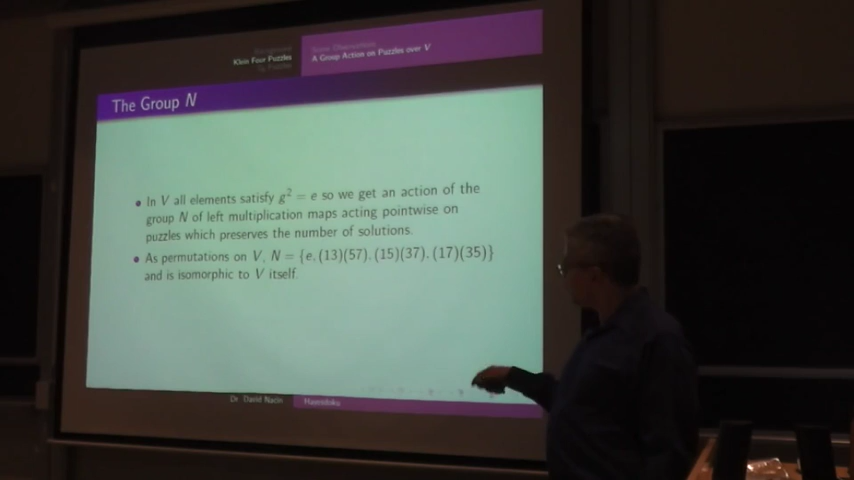 Klein Four Puzzles
A Group Action on Puzzles over V
The Group N
In V all elements satisfy g² = e so we get an action of the
group N of left multiplication maps acting pointwise on
puzzles which preserves the number of solutions.
As permutations on V, N = {e, (13)(57), (15)(37), (17)(35)}
and is isomorphic to V itself.
Dr. David Nacin